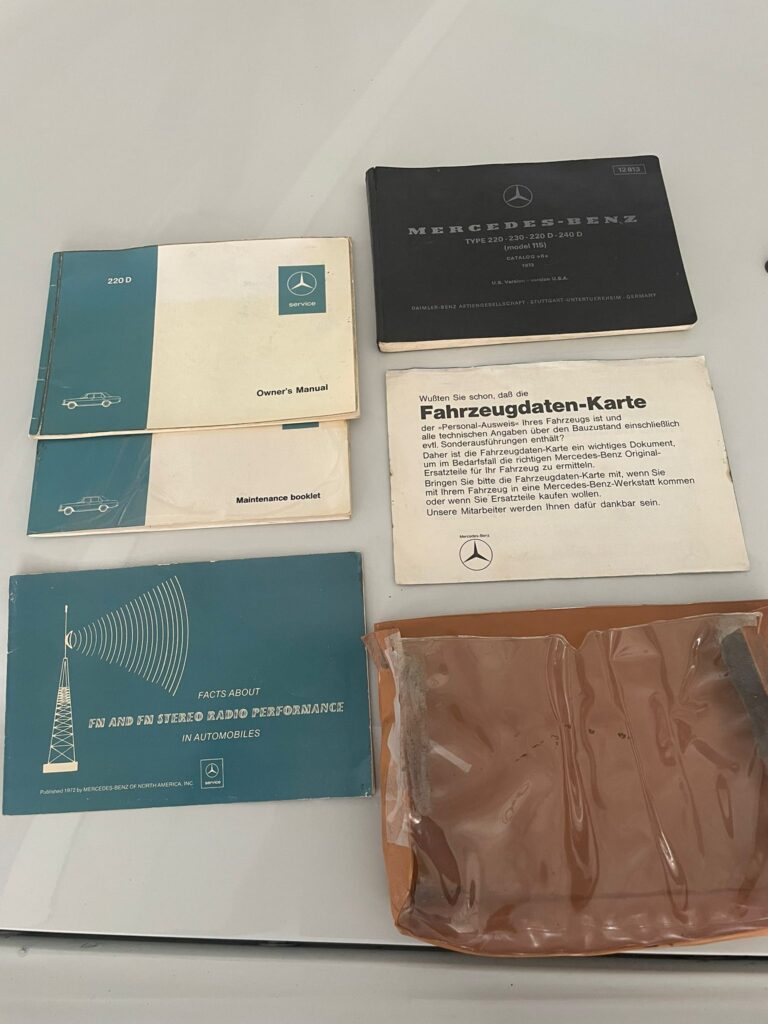 220 D
service
Owner's Manual
Maintenance booklet
FACTS ABOUT
FM AND FM STEREO RADIO PERFORMANCE
IN AUTOMOBILES
Published 1972 by MERCEDES-BENZ OF NORTH AMERICA, INC.
service
12813
MERCEDES-BENZ
TYPE 220 - 230 - 220 D - 240 D
(model 115)
CATALOG »B«
U.S. Version - version U.S.A.
DAIMLER-BENZ AKTIENGESELLSCHAFT · STUTTGART-UNTERTUERKHEIM · GERMANY
Wußten Sie schon, daß die
Fahrzeugdaten-Karte
der »Personal-Ausweis« Ihres Fahrzeugs ist und
alle technischen Angaben über den Bauzustand einschließlich
evtl. Sonderausführungen enthält?
Daher ist die Fahrzeugdaten-Karte ein wichtiges Dokument,
um im Bedarfsfall die richtigen Mercedes-Benz Original-
Ersatzteile für Ihr Fahrzeug zu ermitteln.
Bringen Sie bitte die Fahrzeugdaten-Karte mit, wenn Sie
mit Ihrem Fahrzeug in eine Mercedes-Benz-Werkstatt kommen
oder wenn Sie Ersatzteile kaufen wollen.
Unsere Mitarbeiter werden Ihnen dafür dankbar sein.
Mercedes-Benz